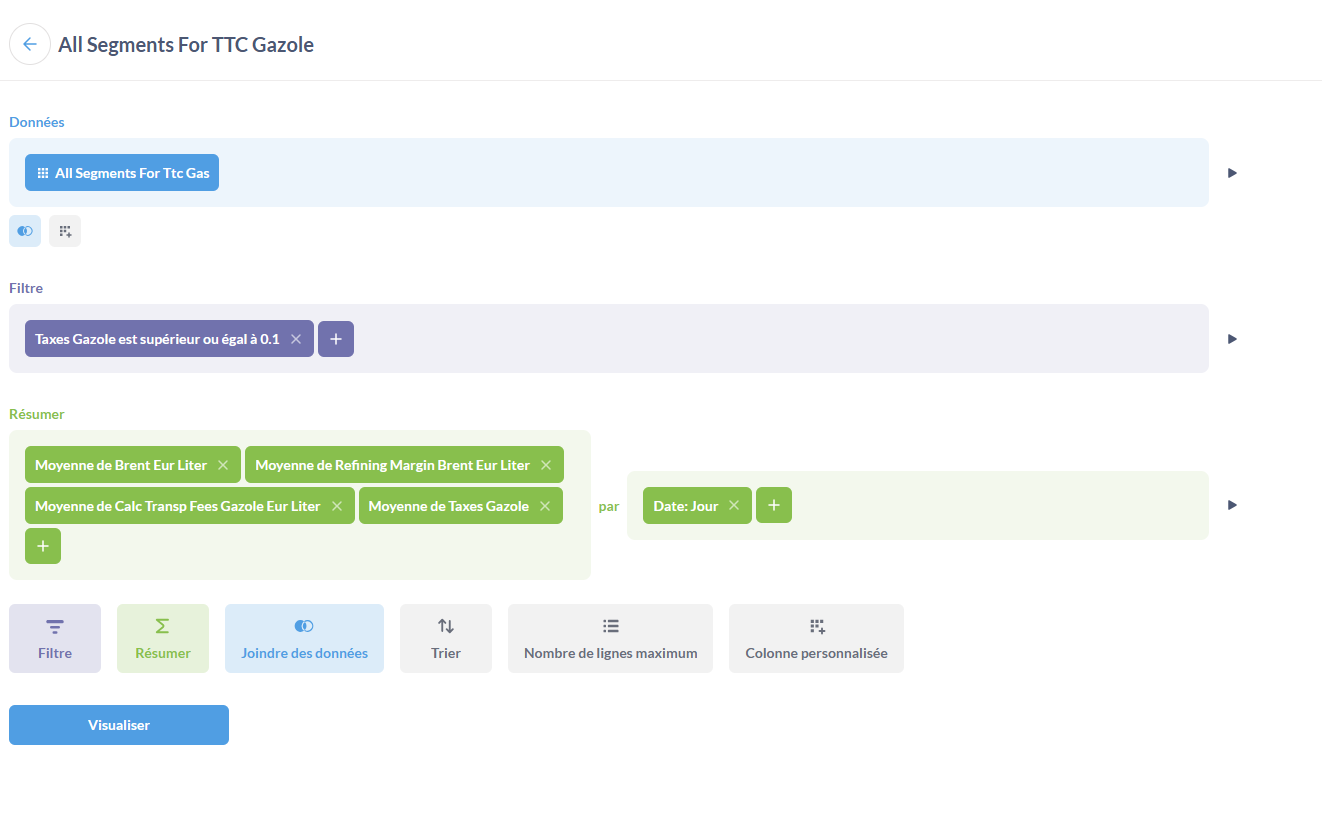 All Segments For TTC Gazole
Données
All Segments For Ttc Gas
Filtre
Taxes Gazole est supérieur ou égal à 0.1
Résumer
Moyenne de Brent Eur Liter
Moyenne de Refining Margin Brent Eur Liter
Moyenne de Calc Transp Fees Gazole Eur Liter
Moyenne de Taxes Gazole
par
Date: Jour
Filtre
Résumer
Joindre des données
Trier
Nombre de lignes maximum
Colonne personnalisée
Visualiser